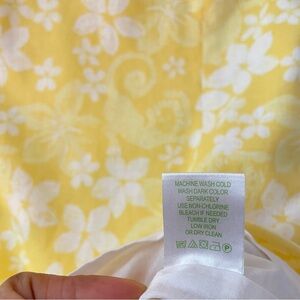 MACHINE WASH COLD
WASH DARK COLOR
SEPARATELY
USE NON-CHLORINE
BLEACH IF NEEDED
TUMBLE DRY
LOW IRON
OR DRY CLEAN
P